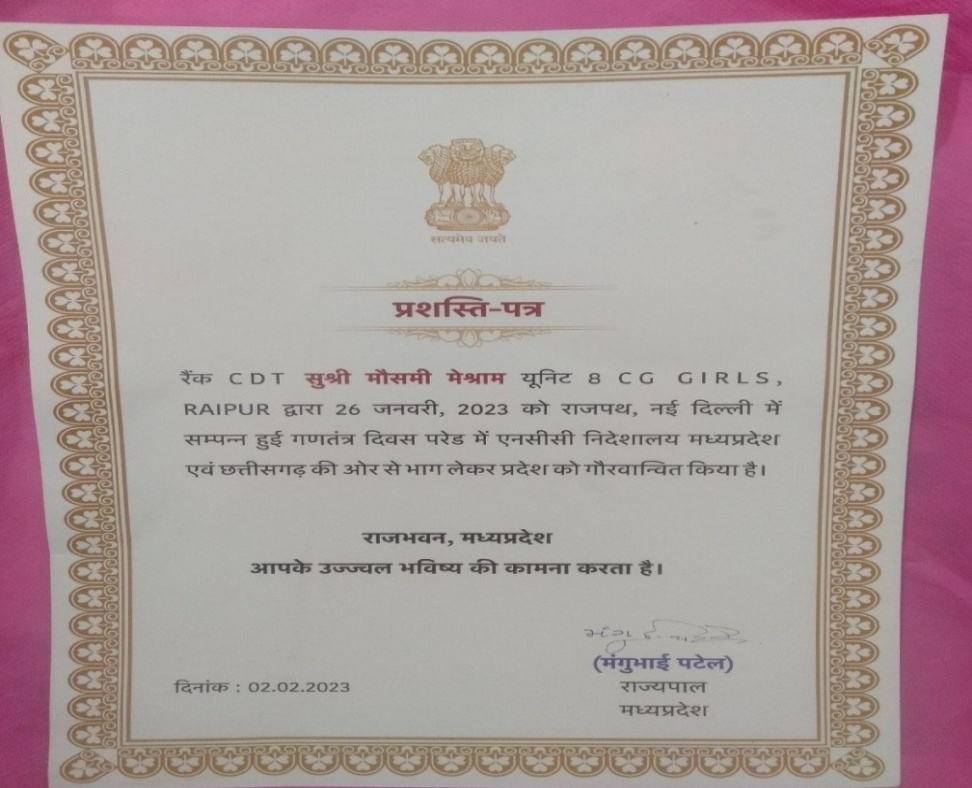 सत्यमेव जयते
प्रशस्ति-पत्र
रैंक CDT सुश्री मौसमी मेश्राम यूनिट 8 CG GIRLS,
RAIPUR द्वारा 26 जनवरी, 2023 को राजपथ, नई दिल्ली में
सम्पन्न हुई गणतंत्र दिवस परेड में एनसीसी निदेशालय मध्यप्रदेश
एवं छत्तीसगढ़ की ओर से भाग लेकर प्रदेश को गौरवान्वित किया है।
राजभवन, मध्यप्रदेश
आपके उज्ज्वल भविष्य की कामना करता है।
(मंगुभाई पटेल)
दिनांक : 02.02.2023
राज्यपाल
मध्यप्रदेश